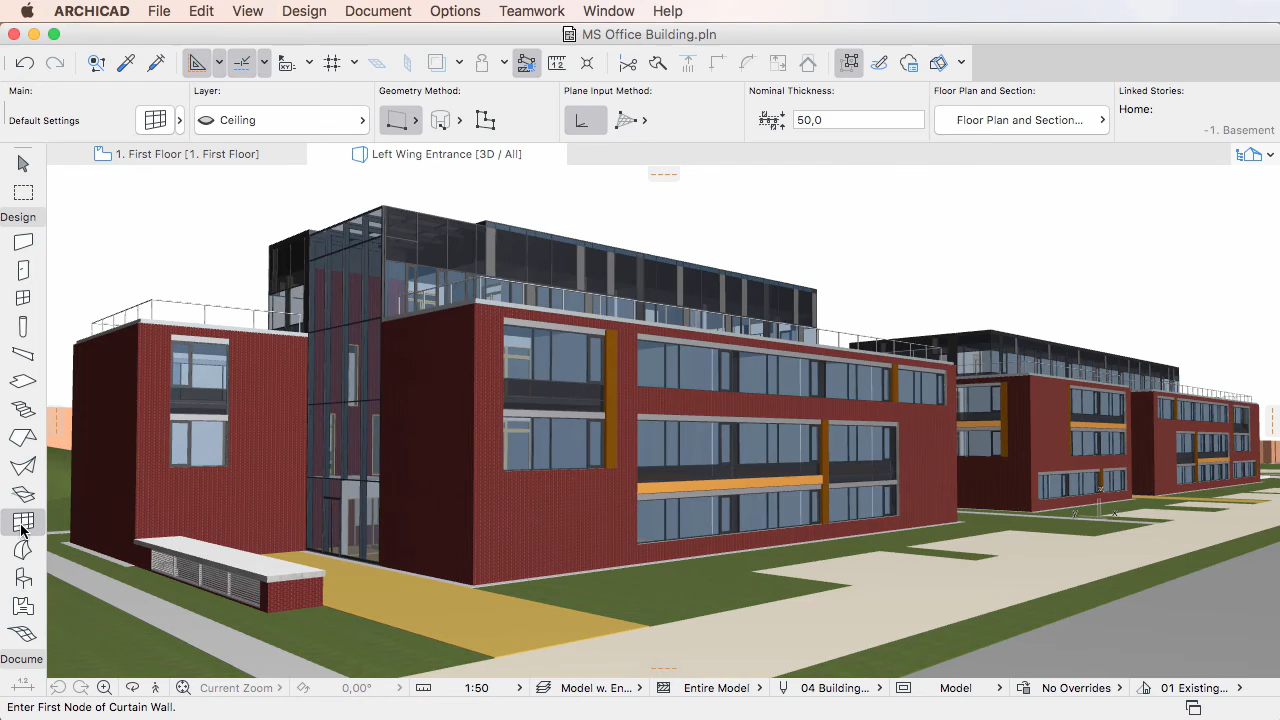 ARCHICAD File Edit View Design Document Options Teamwork Window Help
MS Office Building.pln
Main:
Layer:
Geometry Method:
Plane Input Method:
Nominal Thickness:
Floor Plan and Section:
Linked Stories:
Default Settings
Ceiling
50,0
Floor Plan and Section...
Home:
-1. Basement
1. First Floor [1. First Floor]
Left Wing Entrance [3D / All]
Design
Docume
Current Zoom
0,00°
1:50
Model w. En...
Entire Model
04 Building...
Model
No Overrides
01 Existing...
Enter First Node of Curtain Wall.